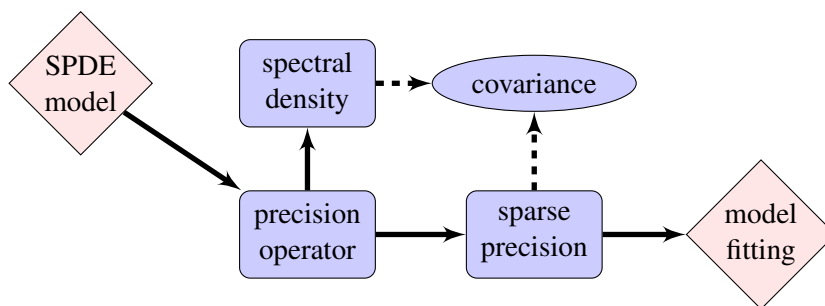 SPDE
model
spectral
density
covariance
precision
operator
sparse
precision
model
fitting